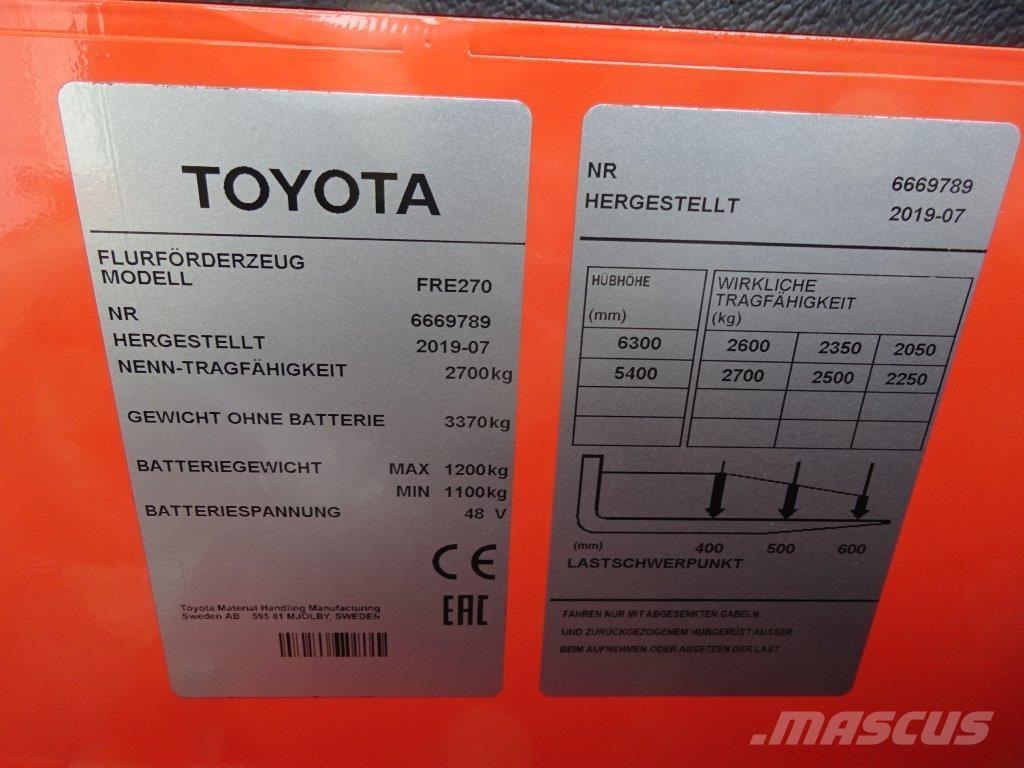 TOYOTA
FLURFÖRDERZEUG
MODELL FRE270
NR 6669789
HERGESTELLT 2019-07
NENN-TRAGFÄHIGKEIT 2700kg
GEWICHT OHNE BATTERIE 3370kg
BATTERIEGEWICHT MAX 1200kg
MIN 1100kg
BATTERIESPANNUNG 48 V
CE
EAC
Toyota Material Handling Manufacturing
Sweden AB 595 81 MJOLBY, SWEDEN
NR 6669789
HERGESTELLT 2019-07
HÜBHÖHE
(mm)
WIRKLICHE
TRAGFÄHIGKEIT
(kg)
6300 2600 2350 2050
5400 2700 2500 2250
(mm) 400 500 600
LASTSCHWERPUNKT
FAHREN NUR MIT ABGESENKTEN GABELN
UND ZURÜCKGEZOGENEM HUBGERÜST AUSSER
BEIM AUFNEHMEN ODER ABSETZEN DER LAST
.MASCUS